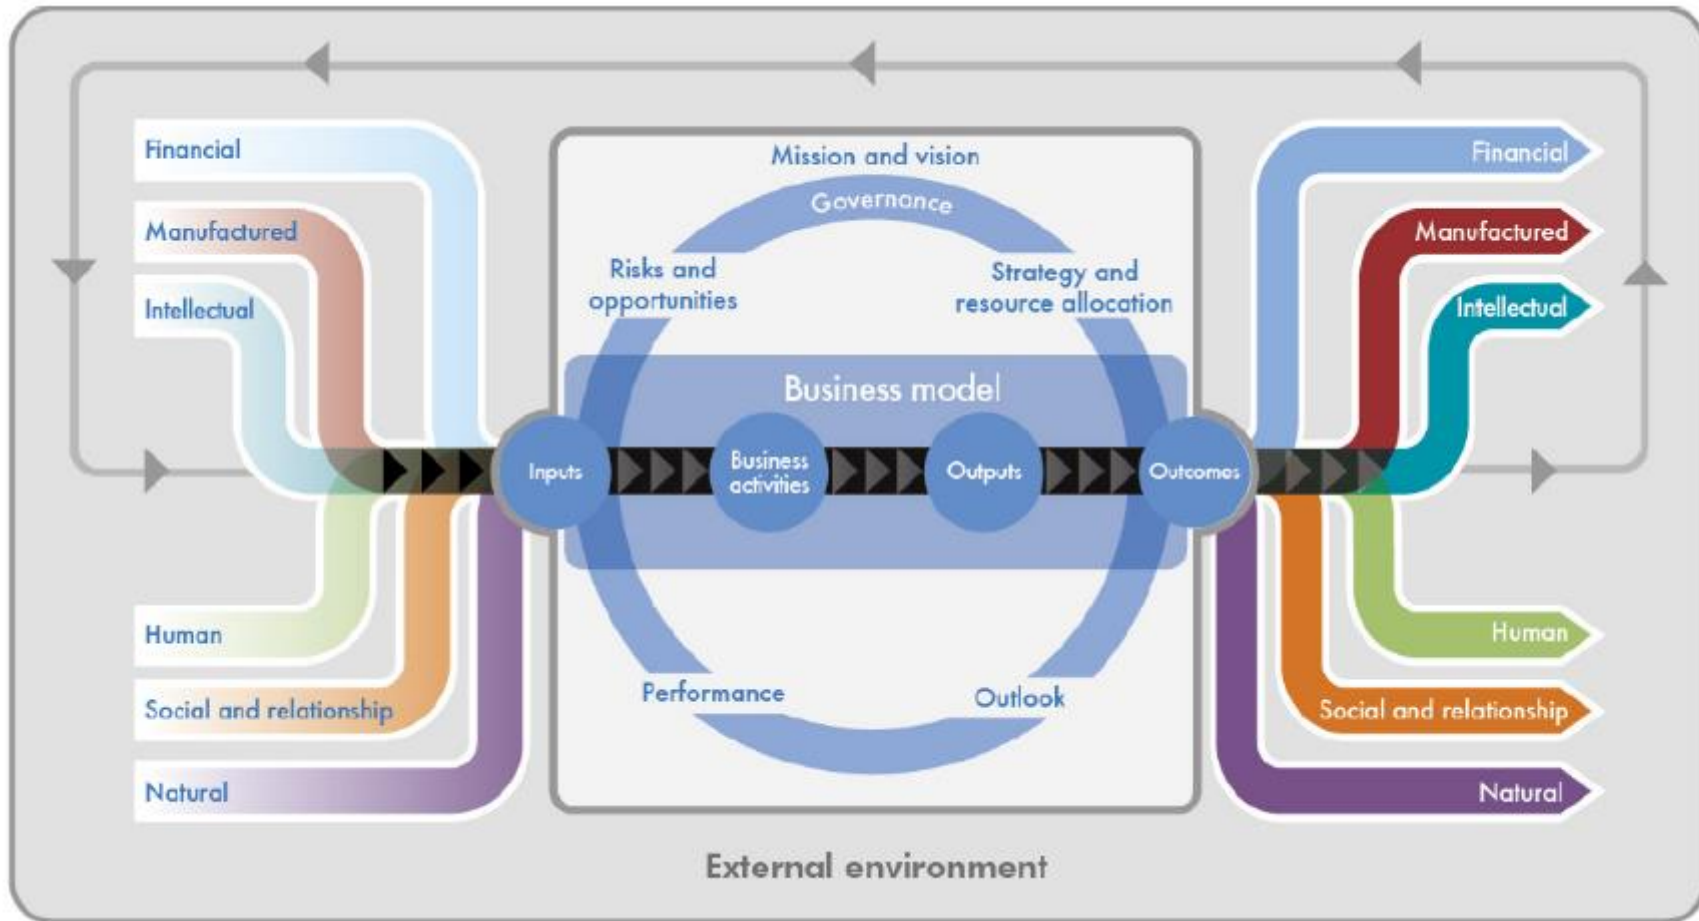 Financial
Manufactured
Intellectual
Human
Social and relationship
Natural
Mission and vision
Governance
Risks and
opportunities
Strategy and
resource allocation
Business model
Inputs
Business
activities
Outputs
Outcomes
Performance
Outlook
Financial
Manufactured
Intellectual
Human
Social and relationship
Natural
External environment